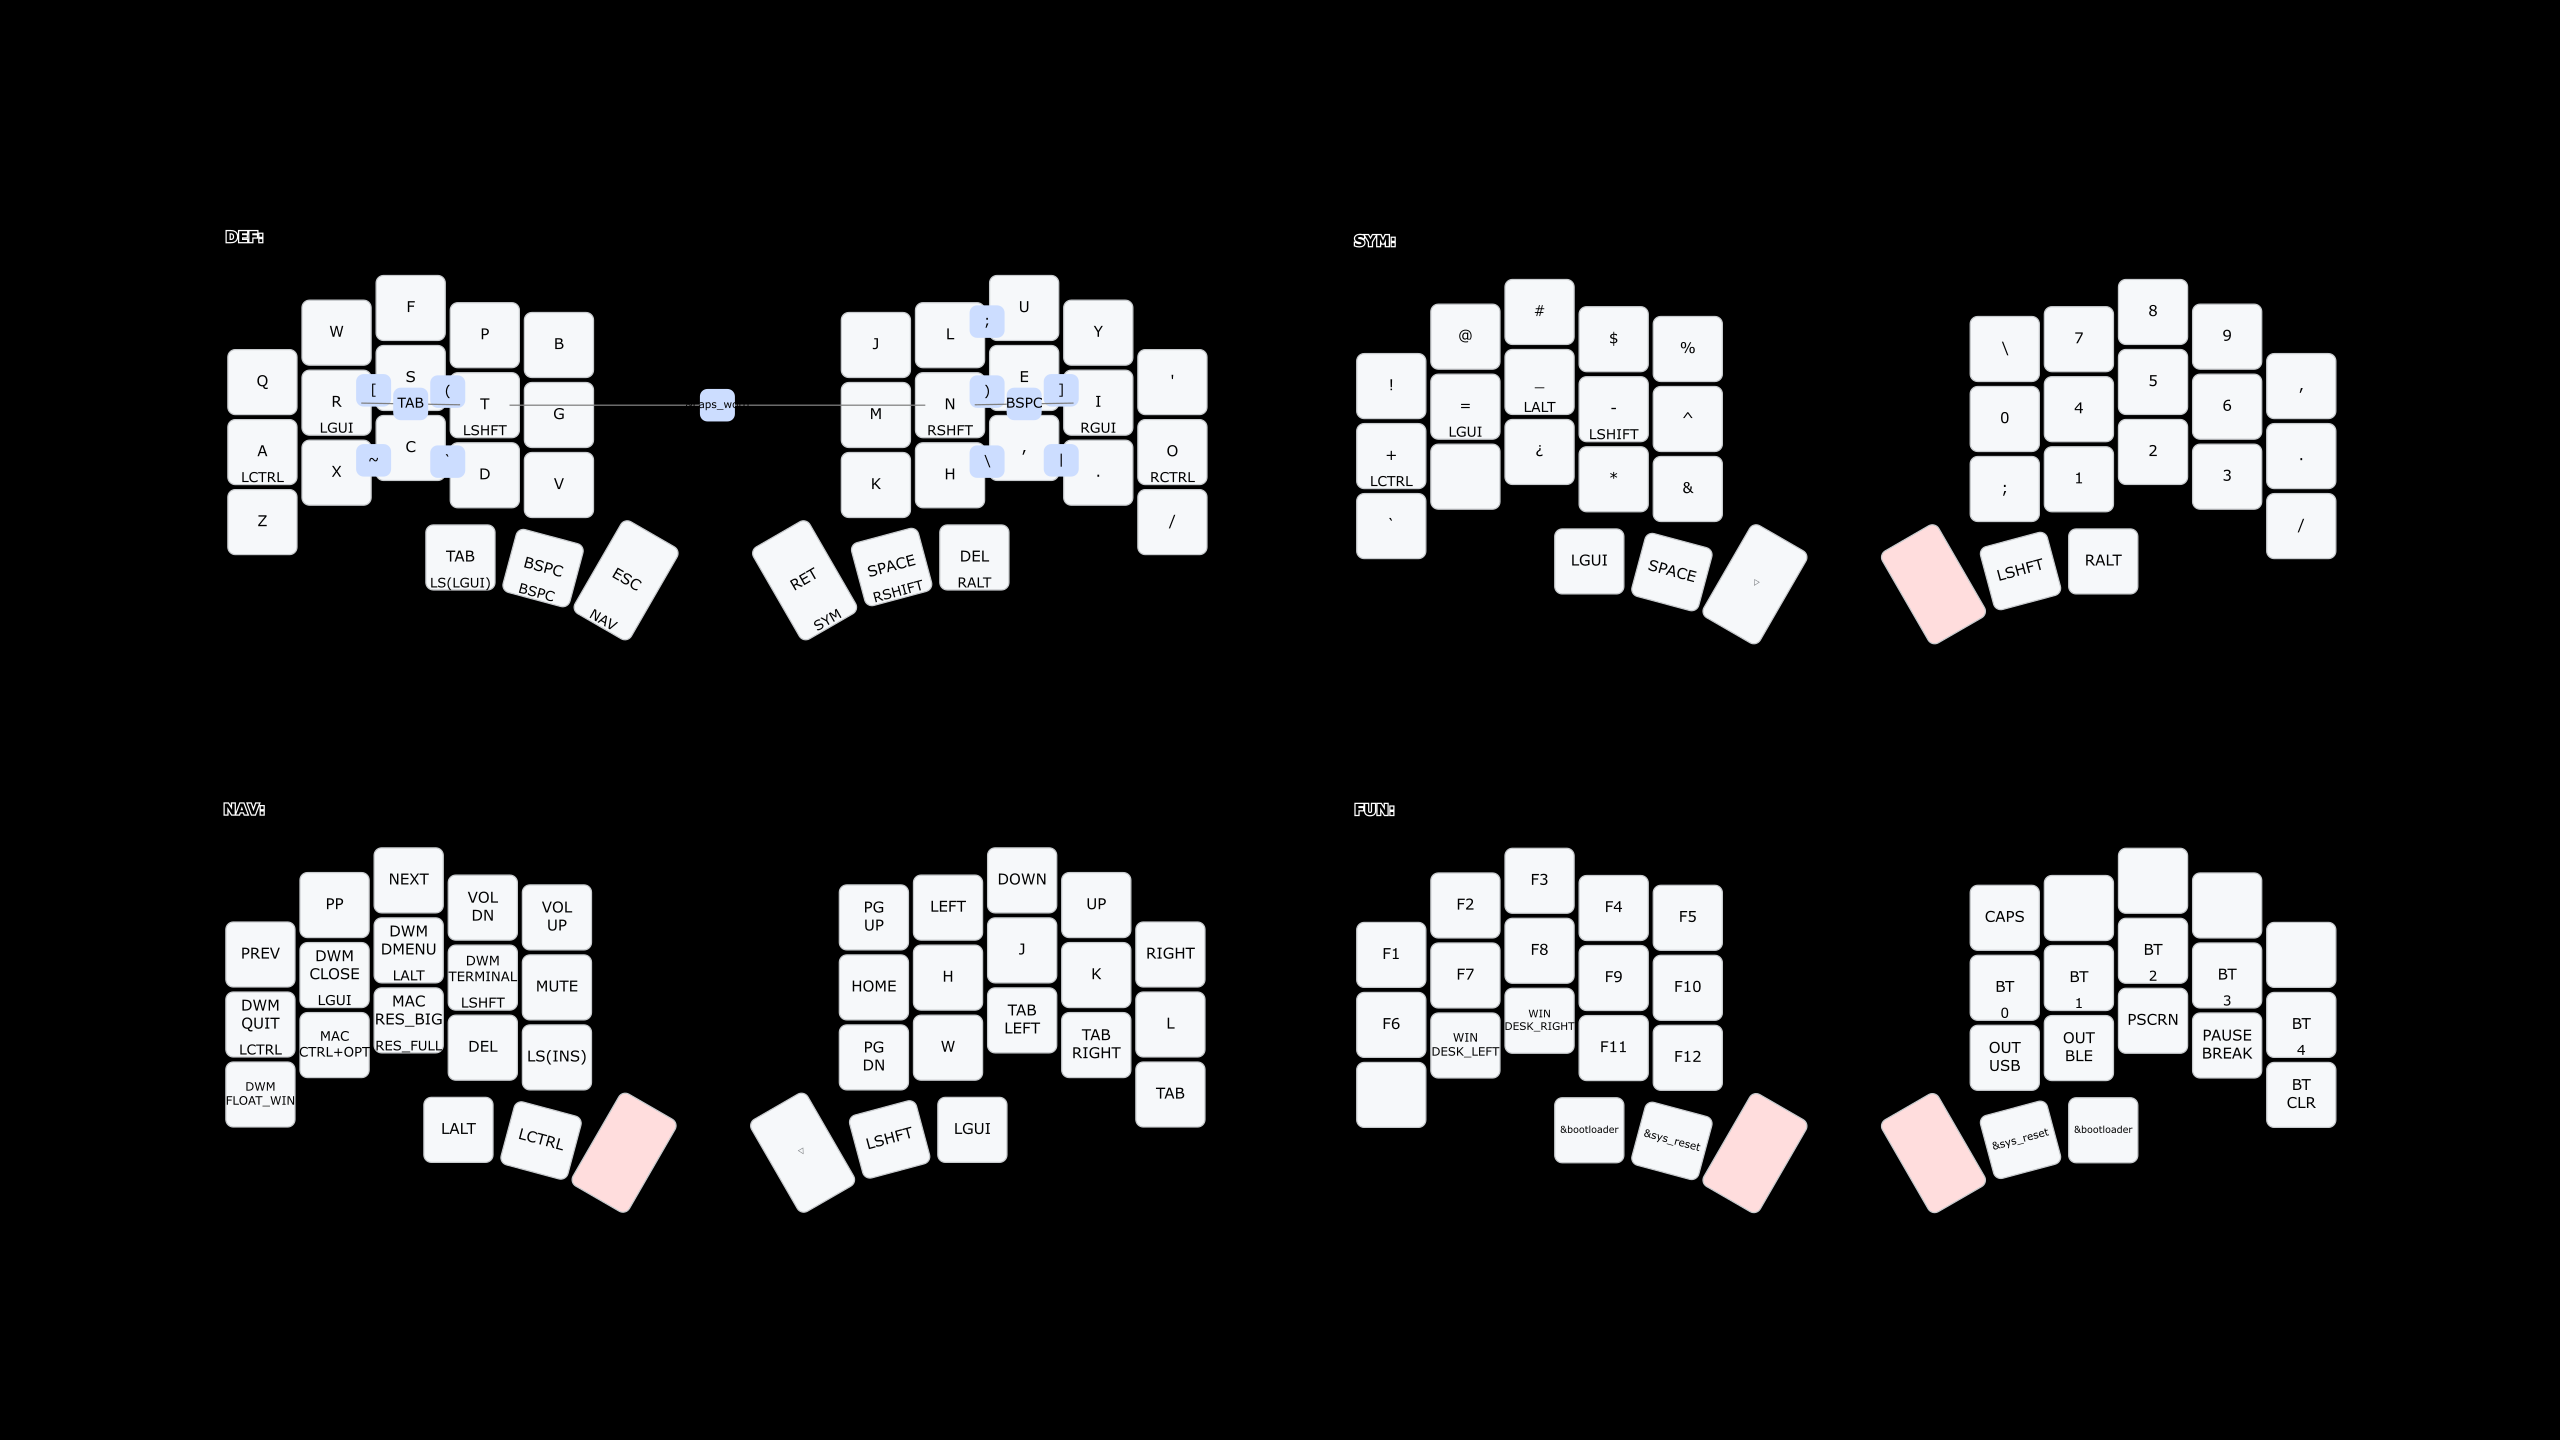 DEF:
F
U
W
P
B
J
L
;
Y
Q
S
E
'
R
LGUI
[
TAB
(
T
LSHFT
G
M
N
RSHFT
)
BSPC
]
I
RGUI
A
LCTRL
C
,
O
RCTRL
X
~
`
D
V
K
H
\
|
.
Z
/
TAB
LS(LGUI)
BSPC
BSPC
ESC
NAV
RET
SYM
SPACE
RSHIFT
DEL
RALT
SYM:
#
8
@
$
%
\
7
9
!
_
LALT
5
,
=
LGUI
-
LSHIFT
^
0
4
6
+
LCTRL
¿
2
.
*
&
;
1
3
`
/
LGUI
SPACE
▷
LSHFT
RALT
NAV:
NEXT
DOWN
PP
VOL
DN
VOL
UP
PG
UP
LEFT
UP
PREV
DWM
DMENU
LALT
J
RIGHT
DWM
CLOSE
LGUI
DWM
TERMINAL
LSHFT
MUTE
HOME
H
K
DWM
QUIT
LCTRL
MAC
RES_BIG
RES_FULL
TAB
LEFT
L
MAC
CTRL+OPT
DEL
LS(INS)
PG
DN
W
TAB
RIGHT
DWM
FLOAT_WIN
TAB
LALT
LCTRL
◁
LSHFT
LGUI
FUN:
F3
F2
F4
F5
CAPS
F1
F8
BT
2
F7
F9
F10
BT
0
BT
1
BT
3
F6
WIN
DESK_RIGHT
PSCRN
BT
4
WIN
DESK_LEFT
F11
F12
OUT
USB
OUT
BLE
PAUSE
BREAK
BT
CLR
&bootloader
&sys_reset
&sys_reset
&bootloader